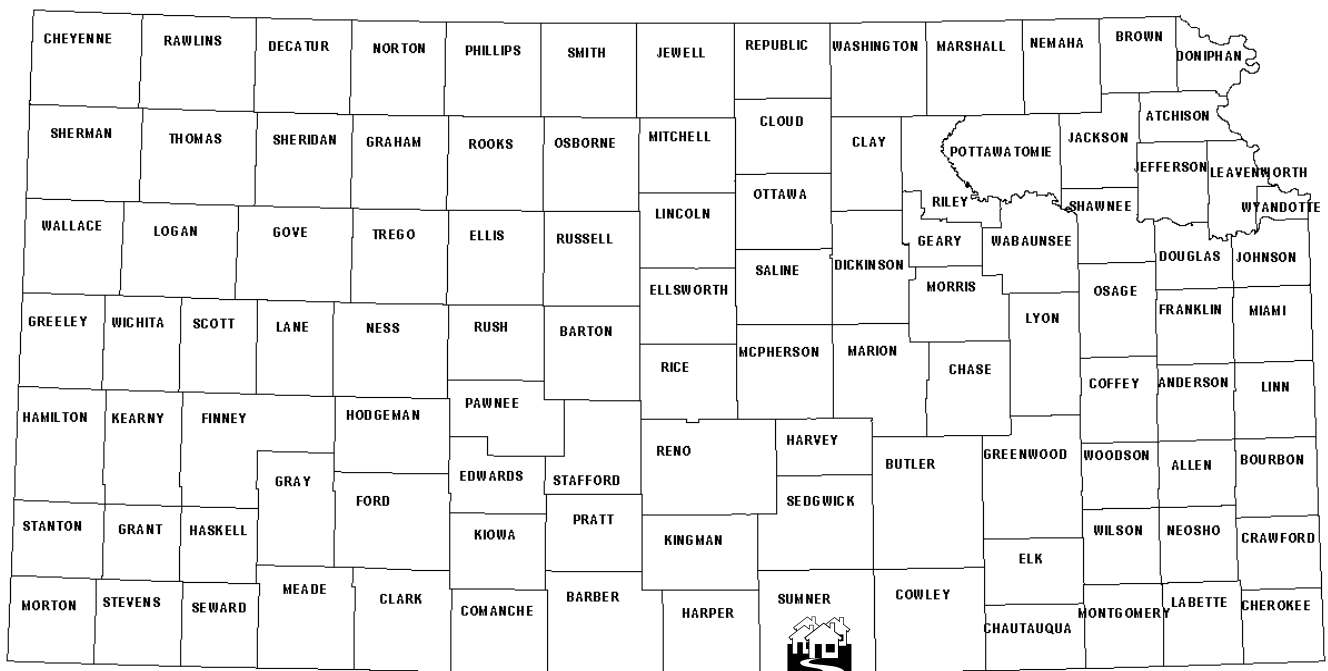 CHEYENNE
RAWLINS
DECATUR
NORTON
PHILLIPS
SMITH
JEWELL
REPUBLIC
WASHINGTON
MARSHALL
NEMAHA
BROWN
DONIPHAN
SHERMAN
THOMAS
SHERIDAN
GRAHAM
ROOKS
OSBORNE
MITCHELL
CLOUD
CLAY
POTTAWATOMIE
JACKSON
ATCHISON
JEFFERSON
LEAVENWORTH
WYANDOTTE
WALLACE
LOGAN
GOVE
TREGO
ELLIS
RUSSELL
LINCOLN
OTTAWA
RILEY
SHAWNEE
GEARY
WABAUNSEE
DOUGLAS
JOHNSON
ELLSWORTH
SALINE
DICKINSON
MORRIS
OSAGE
GREELEY
WICHITA
SCOTT
LANE
NESS
RUSH
BARTON
RICE
MCPHERSON
MARION
CHASE
LYON
FRANKLIN
MIAMI
COFFEY
ANDERSON
LINN
HAMILTON
KEARNY
FINNEY
HODGEMAN
PAWNEE
RENO
HARVEY
BUTLER
GREENWOOD
WOODSON
ALLEN
BOURBON
GRAY
FORD
EDWARDS
STAFFORD
SEDGWICK
STANTON
GRANT
HASKELL
KIOWA
PRATT
KINGMAN
ELK
WILSON
NEOSHO
CRAWFORD
MORTON
STEVENS
SEWARD
MEADE
CLARK
COMANCHE
BARBER
HARPER
SUMNER
COWLEY
CHAUTAUQUA
MONTGOMERY
LABETTE
CHEROKEE